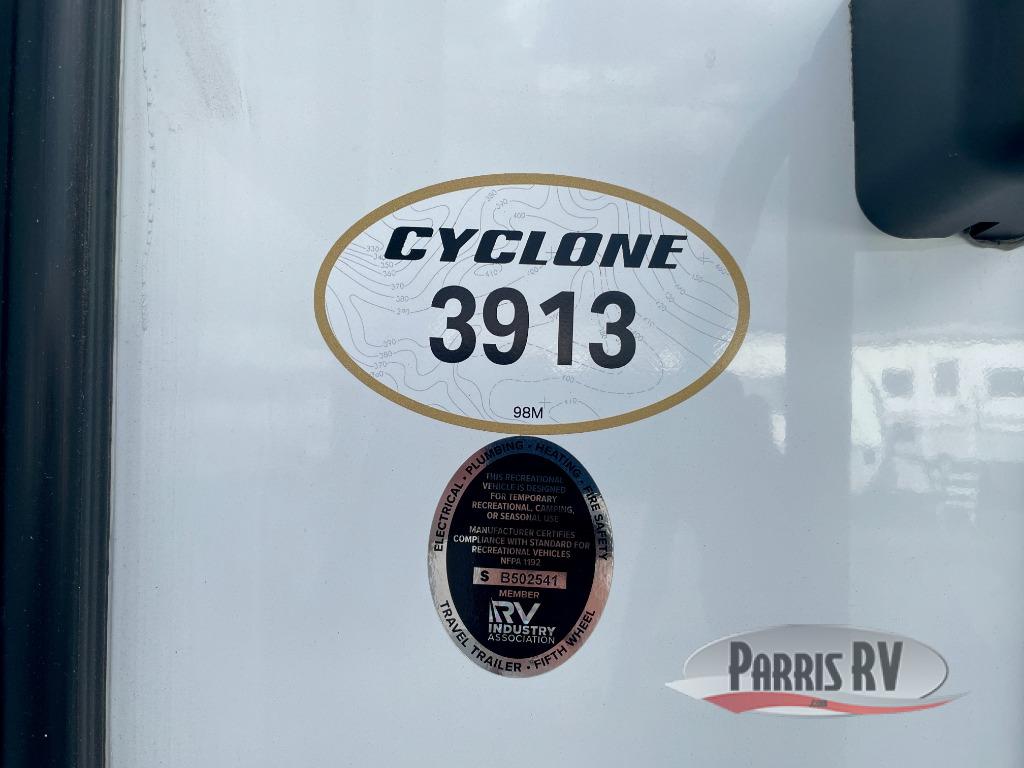 CYCLONE
3913
98M
ELECTRICAL • PLUMBING • HEATING • FIRE SAFETY
THIS RECREATIONAL
VEHICLE IS DESIGNED
FOR TEMPORARY
RECREATIONAL, CAMPING,
OR SEASONAL USE
MANUFACTURER CERTIFIES
COMPLIANCE WITH STANDARD FOR
RECREATIONAL VEHICLES
NFPA 1192
S B502541
MEMBER
RV
INDUSTRY
ASSOCIATION
TRAVEL TRAILER • FIFTH WHEEL
PARRIS RV
.com